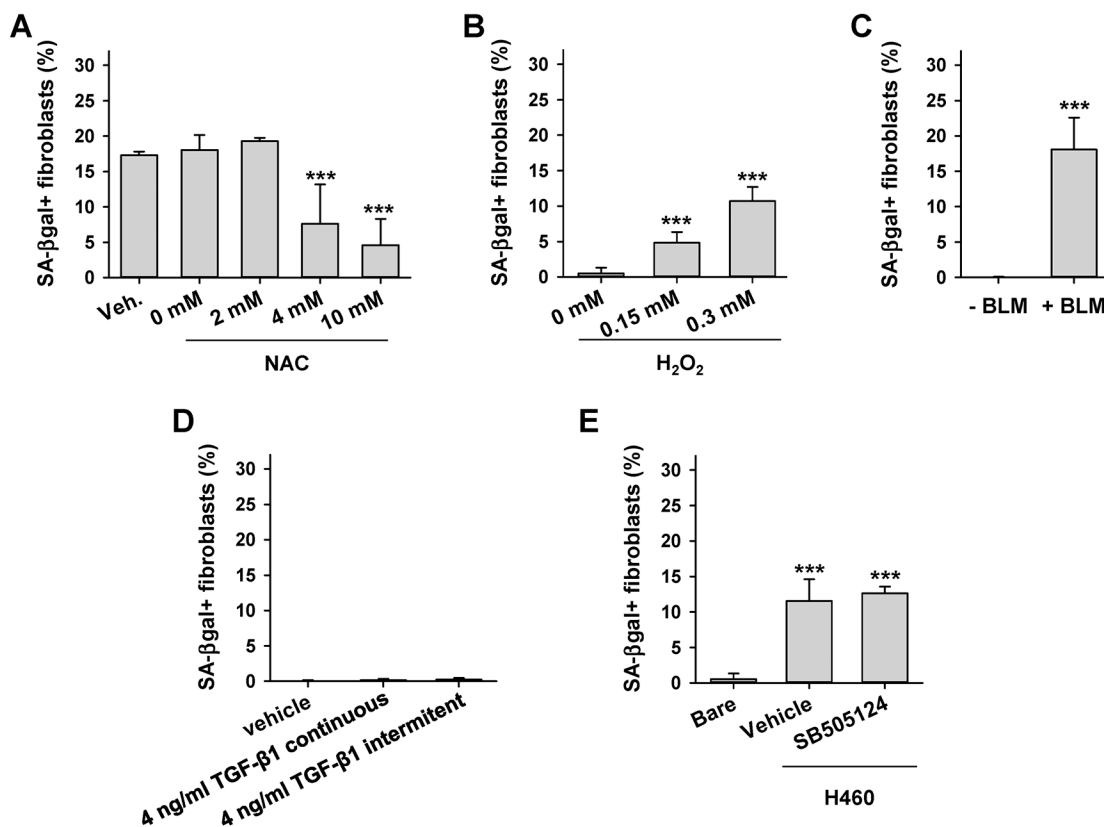 A
SA-βgal+ fibroblasts (%)
30
25
20
15
10
5
0
***
***
Veh.
0 mM
2 mM
4 mM
10 mM
NAC
B
SA-βgal+ fibroblasts (%)
30
25
20
15
10
5
0
***
***
0 mM
0.15 mM
0.3 mM
H₂O₂
C
SA-βgal+ fibroblasts (%)
30
25
20
15
10
5
0
***
- BLM
+ BLM
D
SA-βgal+ fibroblasts (%)
30
25
20
15
10
5
0
vehicle
4 ng/ml TGF-β1 continuous
4 ng/ml TGF-β1 intermitent
E
SA-βgal+ fibroblasts (%)
30
25
20
15
10
5
0
***
***
Bare
Vehicle
SB505124
H460